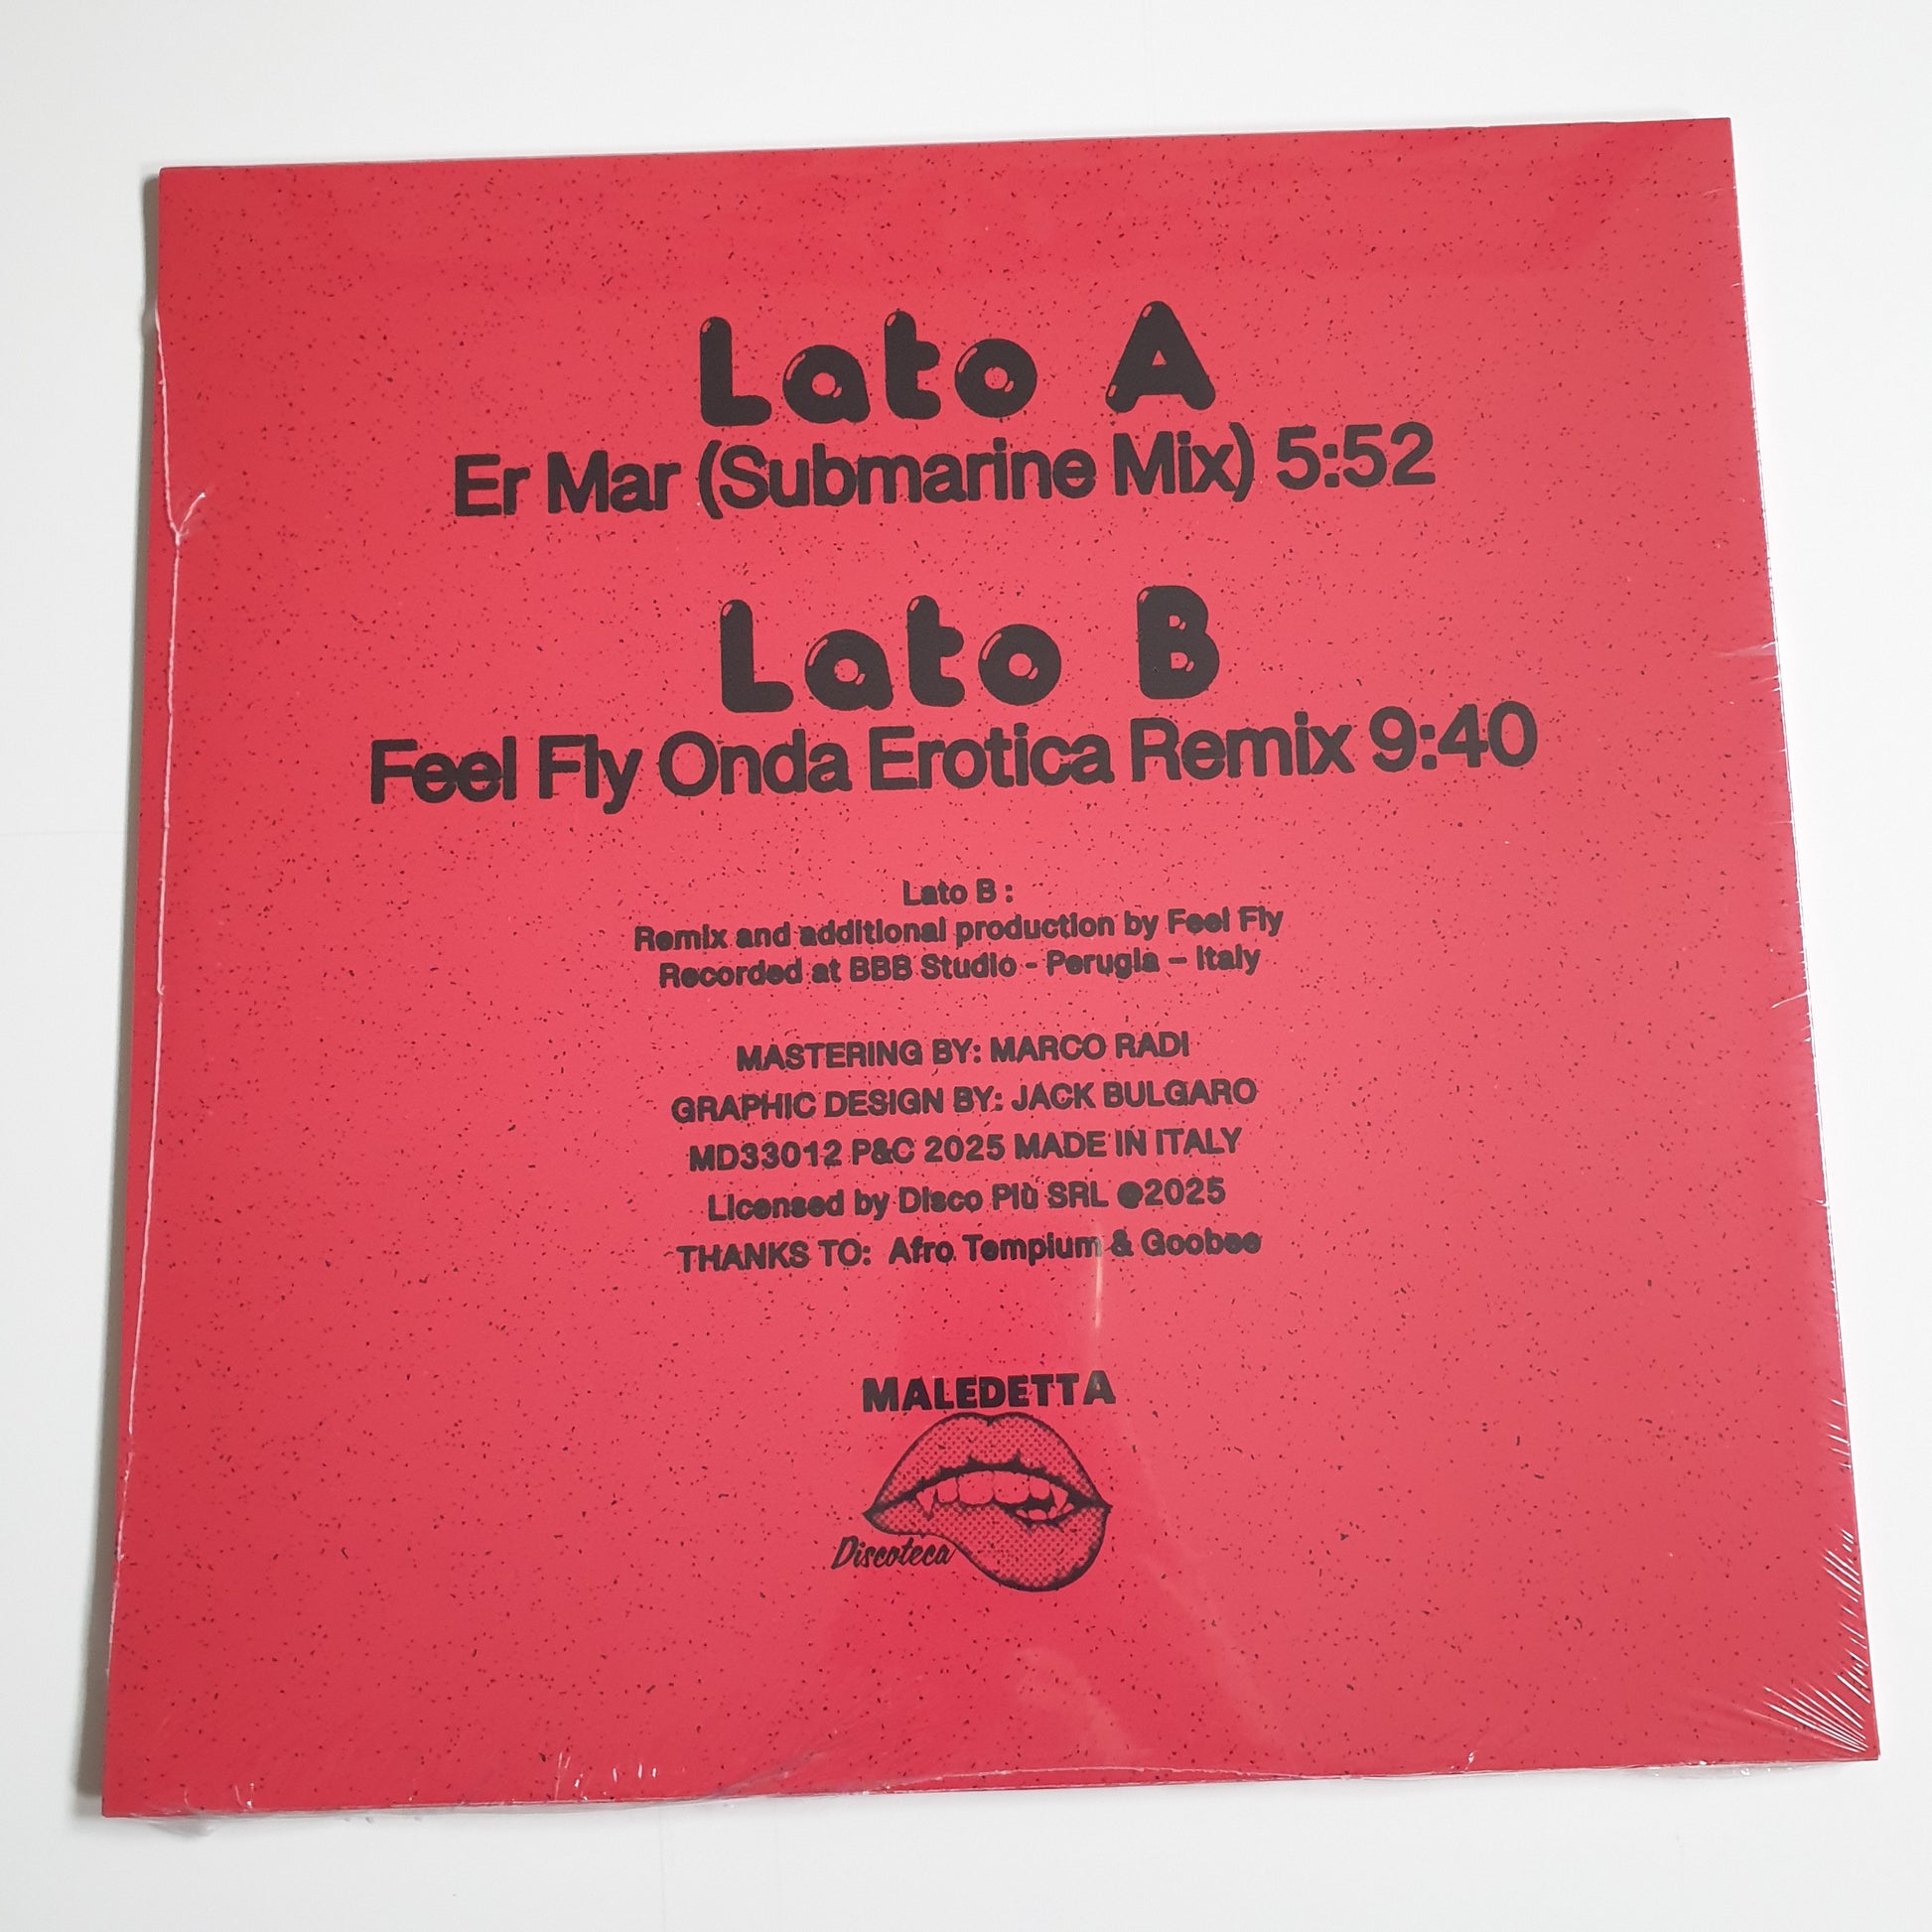 Lato A
Er Mar (Submarine Mix) 5:52
Lato B
Feel Fly Onda Erotica Remix 9:40
Lato B :
Remix and additional production by Feel Fly
Recorded at BBB Studio - Perugia – Italy
MASTERING BY: MARCO RADI
GRAPHIC DESIGN BY: JACK BULGARO
MD33012 P&C 2025 MADE IN ITALY
Licensed by Disco Più SRL @2025
THANKS TO: Afro Templum & Goobee
MALEDETTA
Discoteca